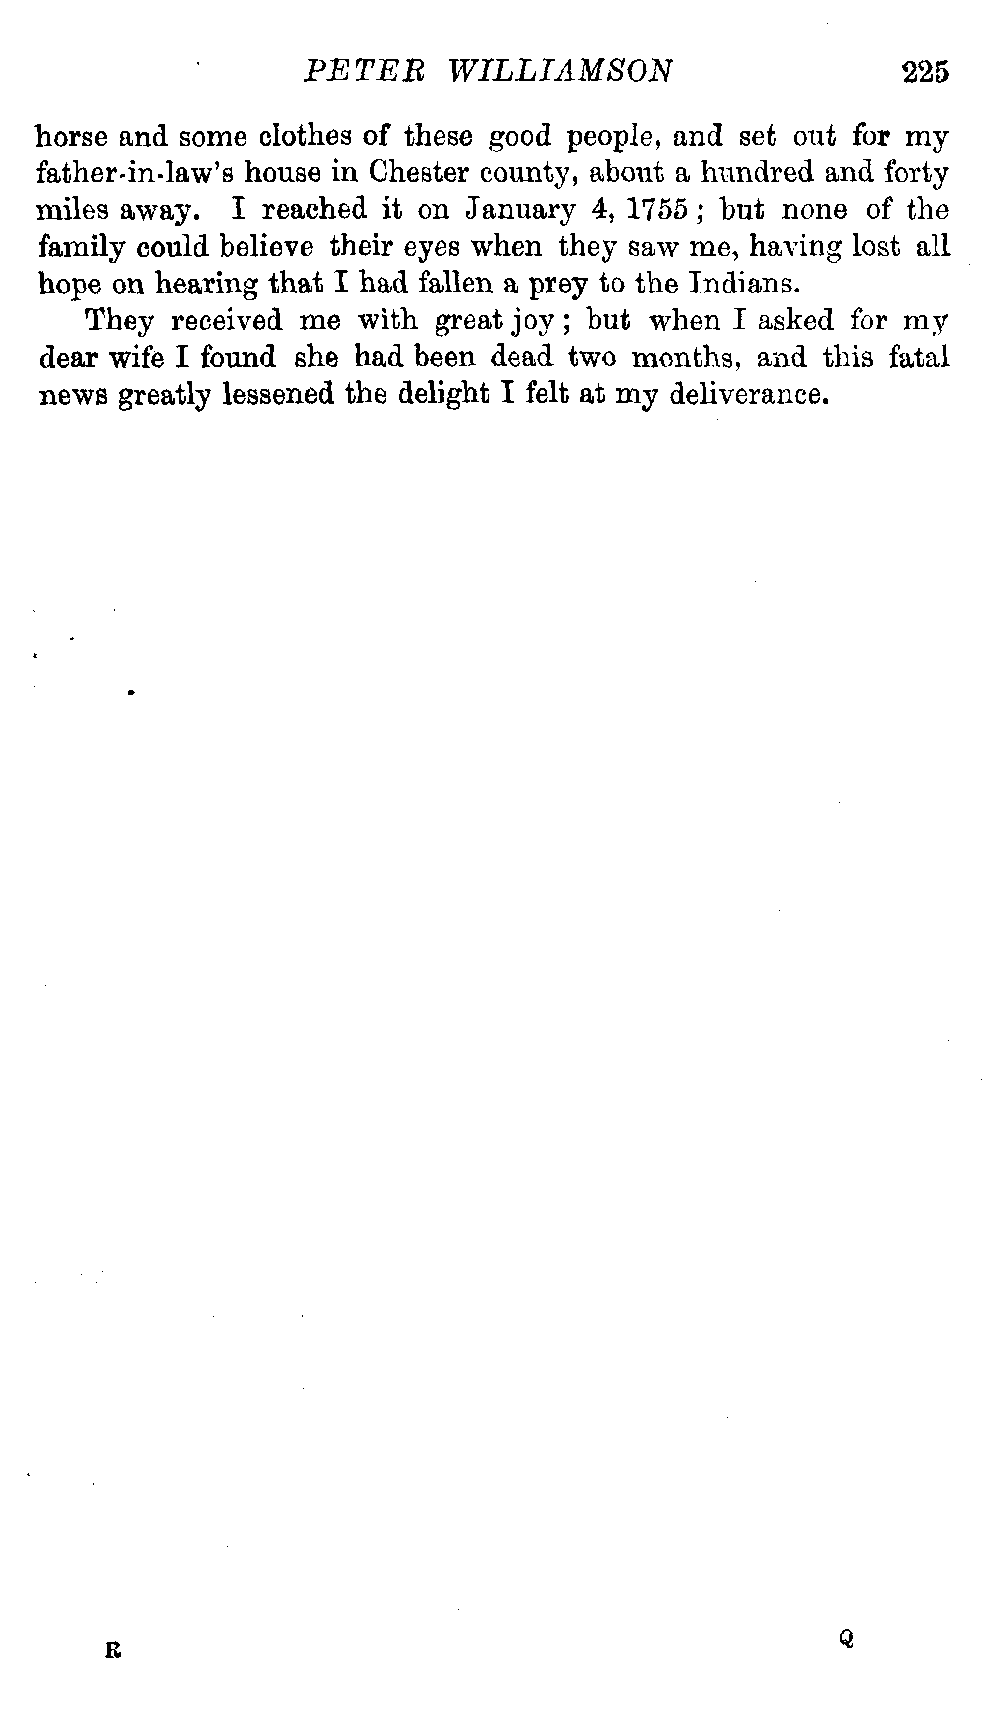 PETER WILLIAMSON 225
horse and some clothes of these good people, and set out for my
father-in-law's house in Chester county, about a hundred and forty
miles away. I reached it on January 4, 1755; but none of the
family could believe their eyes when they saw me, having lost all
hope on hearing that I had fallen a prey to the Indians.
They received me with great joy; but when I asked for my
dear wife I found she had been dead two months, and this fatal
news greatly lessened the delight I felt at my deliverance.
R Q